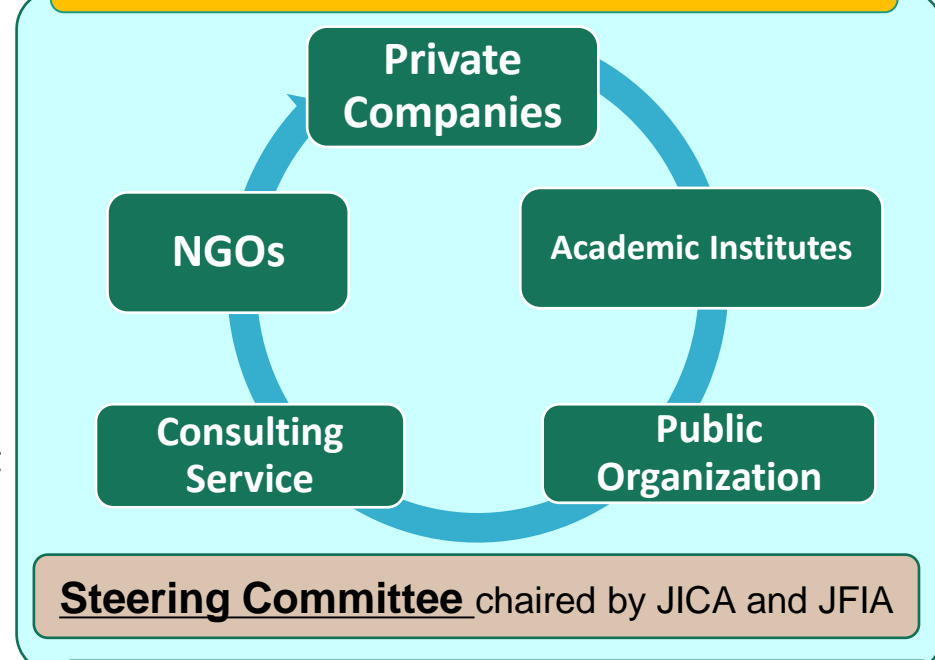 Private
Companies
NGOs
Academic Institutes
Consulting
Service
Public
Organization
Steering Committee chaired by JICA and JFIA